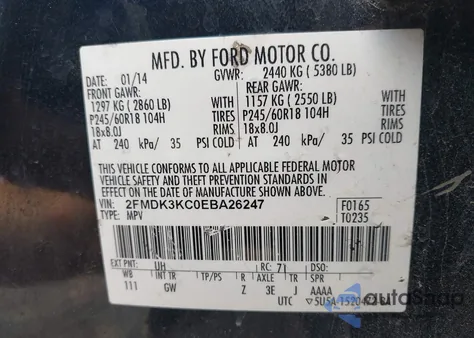 MFD. BY FORD MOTOR CO.
DATE: 01/14 GVWR: 2440 KG ( 5380 LB)
FRONT GAWR: REAR GAWR:
1297 KG ( 2860 LB) WITH 1157 KG ( 2550 LB) WITH
P245/60R18 104H TIRES P245/60R18 104H TIRES
18x8.0J RIMS 18x8.0J RIMS
AT 240 kPa/ 35 PSI COLD AT 240 kPa/ 35 PSI COLD
THIS VEHICLE CONFORMS TO ALL APPLICABLE FEDERAL MOTOR
VEHICLE SAFETY AND THEFT PREVENTION STANDARDS IN
EFFECT ON THE DATE OF MANUFACTURE SHOWN ABOVE.
VIN: 2FMDK3KC0EBA26247 F0165
TYPE: MPV T0235
EXT PNT: UH RC: 71 DSO:
WB INT TR TP/PS R AXLE TR SPR
111 GW Z 3E J AAAA
UTC
autoSnap